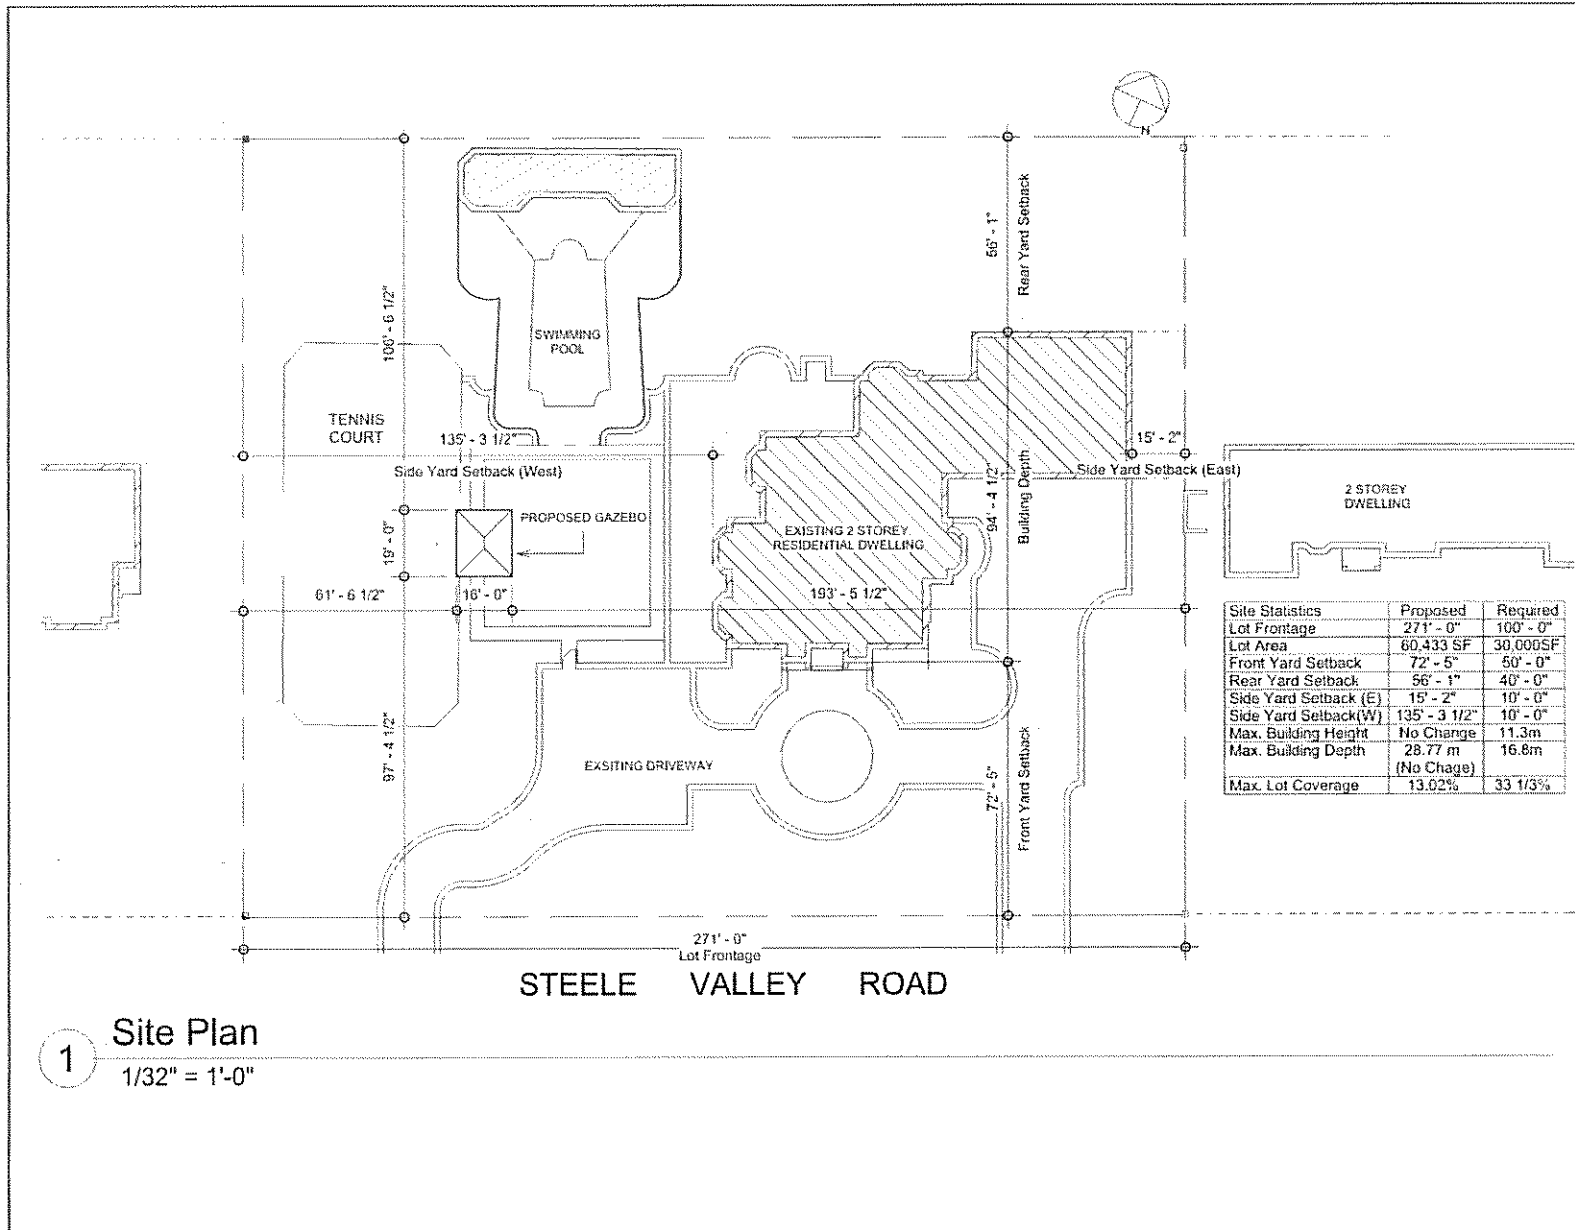 N
56' - 1"
Rear Yard Setback
106' - 6 1/2"
SWIMMING
POOL
TENNIS
COURT
135' - 3 1/2"
Side Yard Setback (West)
15' - 2"
Side Yard Setback (East)
94' - 4 1/2"
Building Depth
2 STOREY
DWELLING
PROPOSED GAZEBO
EXISTING 2 STOREY
RESIDENTIAL DWELLING
19' - 0"
61' - 6 1/2"
16' - 0"
193' - 5 1/2"
Site Statistics Proposed Required
Lot Frontage 271' - 0" 100' - 0"
Lot Area 60,433 SF 30,000SF
Front Yard Setback 72' - 5" 50' - 0"
Rear Yard Setback 56' - 1" 40' - 0"
Side Yard Setback (E) 15' - 2" 10' - 0"
Side Yard Setback(W) 135' - 3 1/2" 10' - 0"
Max. Building Height No Change 11.3m
Max. Building Depth 28.77 m 16.8m
(No Chage)
Max. Lot Coverage 13.02% 33 1/3%
97' - 4 1/2"
EXSITING DRIVEWAY
72' - 5"
Front Yard Setback
271' - 0"
Lot Frontage
STEELE VALLEY ROAD
1 Site Plan
1/32" = 1'-0"